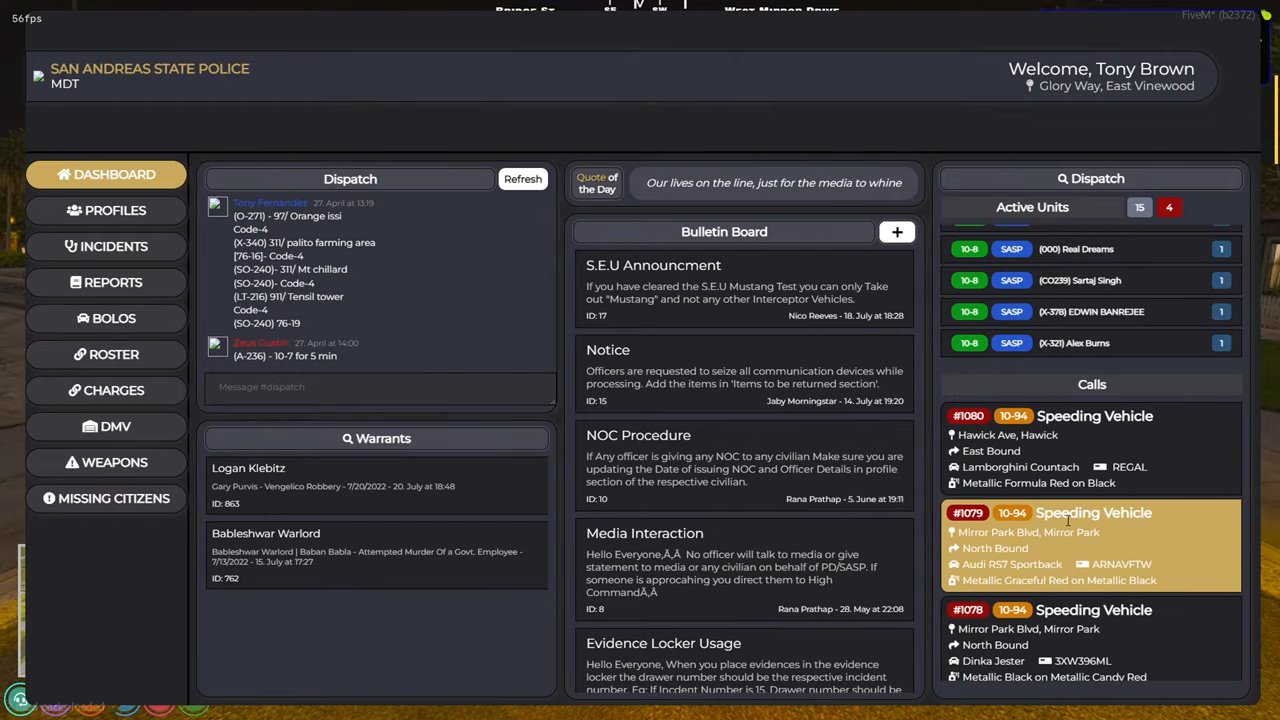 56fps
FiveM* (b2372)
SAN ANDREAS STATE POLICE
MDT
Welcome, Tony Brown
Glory Way, East Vinewood
DASHBOARD
PROFILES
INCIDENTS
REPORTS
BOLOS
ROSTER
CHARGES
DMV
WEAPONS
MISSING CITIZENS
Dispatch
Refresh
Tony Fernandez 27. April at 13:19
(O-271) - 97/ Orange issi
Code-4
(X-340) 311/ palito farming area
[76-16]- Code-4
(SO-240)- 311/ Mt chillard
(SO-240)- Code-4
(LT-216) 911/ Tensil tower
Code-4
(SO-240) 76-19
Zeus Gustin 27. April at 14:00
(A-236) - 10-7 for 5 min
Message #dispatch
Warrants
Logan Klebitz
Gary Purvis - Vengelico Robbery - 7/20/2022 - 20. July at 18:48
ID: 863
Bableshwar Warlord
Bableshwar Warlord | Baban Babla - Attempted Murder Of a Govt. Employee -
7/13/2022 - 15. July at 17:27
ID: 762
Quote of
the Day
Our lives on the line, just for the media to whine
Bulletin Board
+
S.E.U Announcment
If you have cleared the S.E.U Mustang Test you can only Take
out "Mustang" and not any other Interceptor Vehicles.
ID: 17 Nico Reeves - 18. July at 18:28
Notice
Officers are requested to seize all communication devices while
processing. Add the items in 'Items to be returned section'.
ID: 15 Jaby Morningstar - 14. July at 19:20
NOC Procedure
If Any officer is giving any NOC to any civilian Make sure you are
updating the Date of issuing NOC and Officer Details in profile
section of the respective civilian.
ID: 10 Rana Prathap - 5. June at 19:11
Media Interaction
Hello Everyone,Ã‚Â No officer will talk to media or give
statement to media or any civilian on behalf of PD/SASP. If
someone is approcahing you direct them to High
CommandÃ‚Â
ID: 8 Rana Prathap - 28. May at 22:08
Evidence Locker Usage
Hello Everyone, When you place evidences in the evidence
locker the drawer number should be the respective incident
number. Eg: If Incident Number is 15. Drawer number should be
Dispatch
Active Units 15 4
10-8 SASP (000) Real Dreams 1
10-8 SASP (CO239) Sartaj Singh 1
10-8 SASP (X-378) EDWIN BANREJEE 1
10-8 SASP (X-321) Alex Burns 1
Calls
#1080 10-94 Speeding Vehicle
Hawick Ave, Hawick
East Bound
Lamborghini Countach REGAL
Metallic Formula Red on Black
#1079 10-94 Speeding Vehicle
Mirror Park Blvd, Mirror Park
North Bound
Audi RS7 Sportback ARNAVFTW
Metallic Graceful Red on Metallic Black
#1078 10-94 Speeding Vehicle
Mirror Park Blvd, Mirror Park
North Bound
Dinka Jester 3XW396ML
Metallic Black on Metallic Candy Red